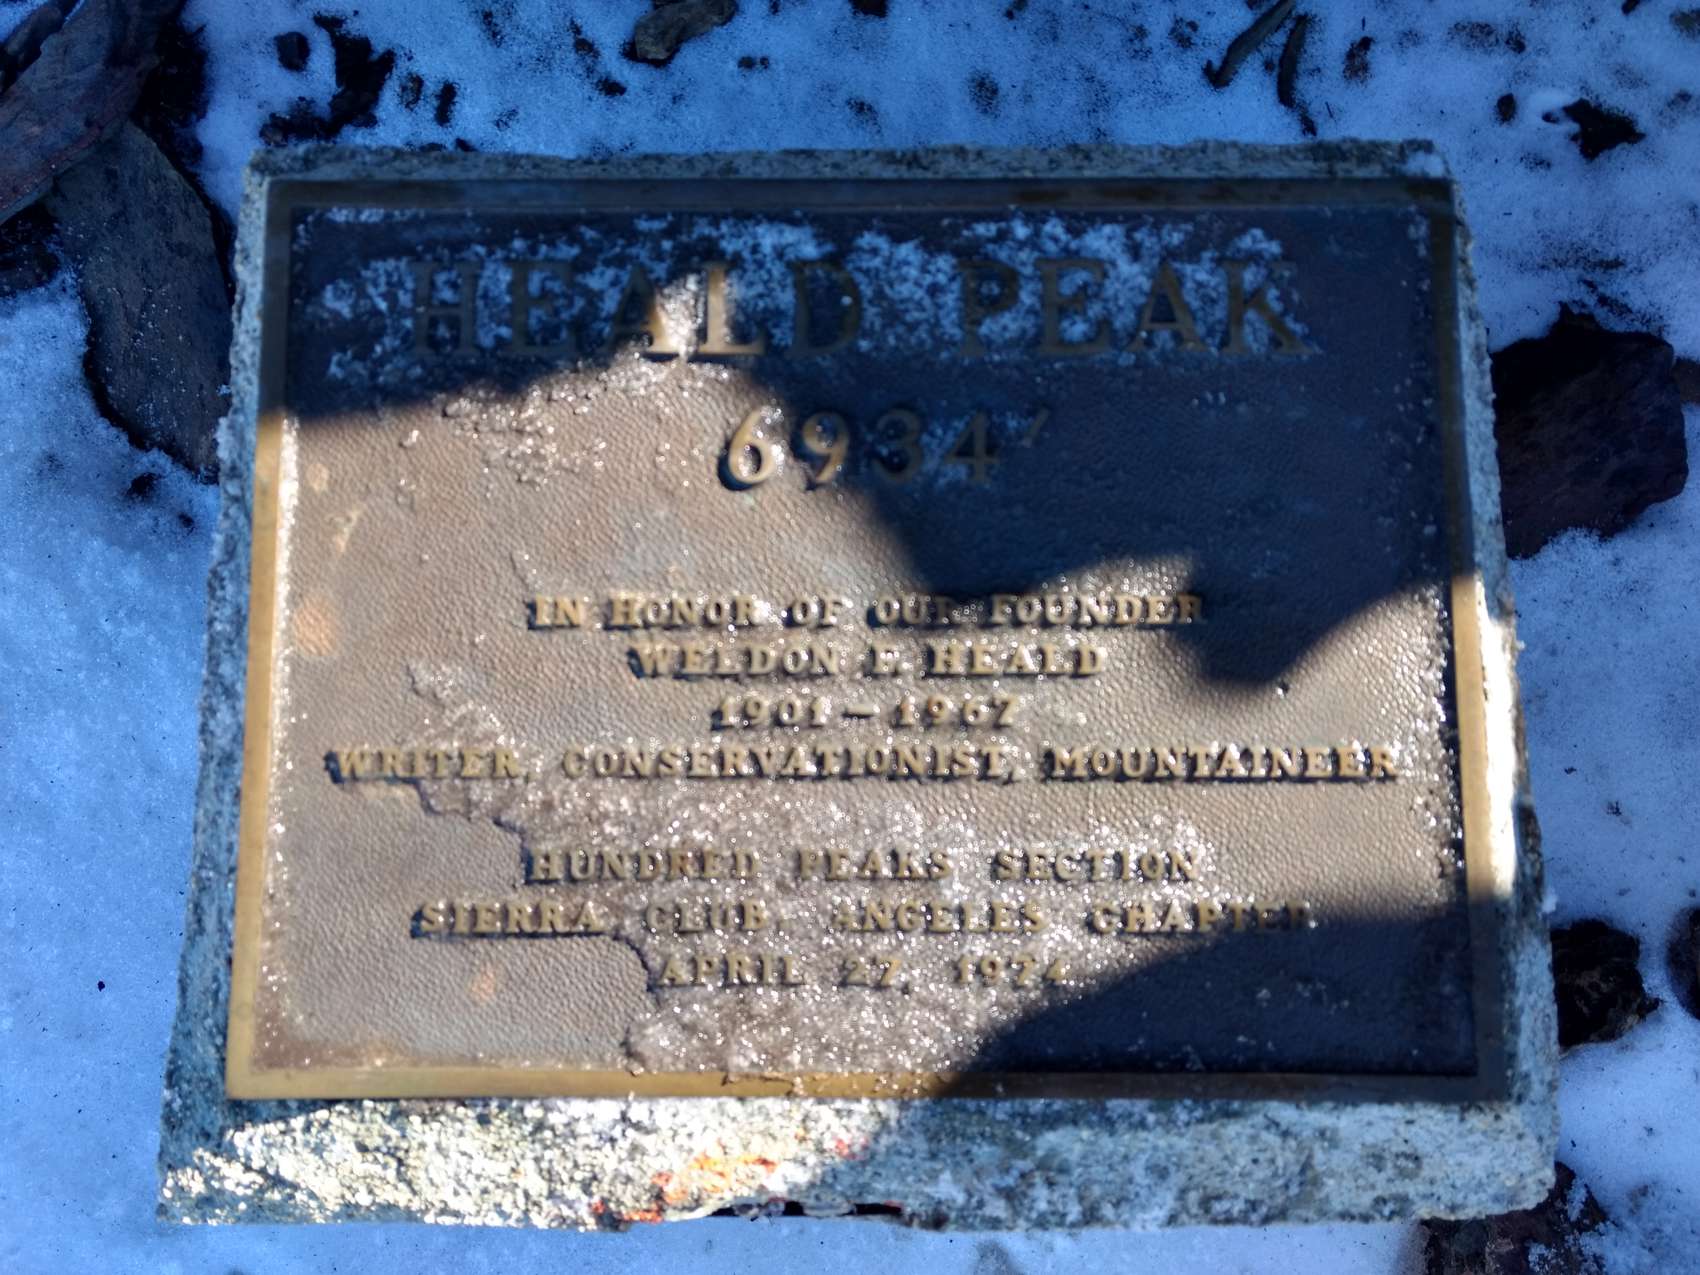 HEALD PEAK
6934'
IN HONOR OF OUR FOUNDER
WELDON F. HEALD
1901 – 1967
WRITER, CONSERVATIONIST, MOUNTAINEER
HUNDRED PEAKS SECTION
SIERRA CLUB, ANGELES CHAPTER
APRIL 27, 1974